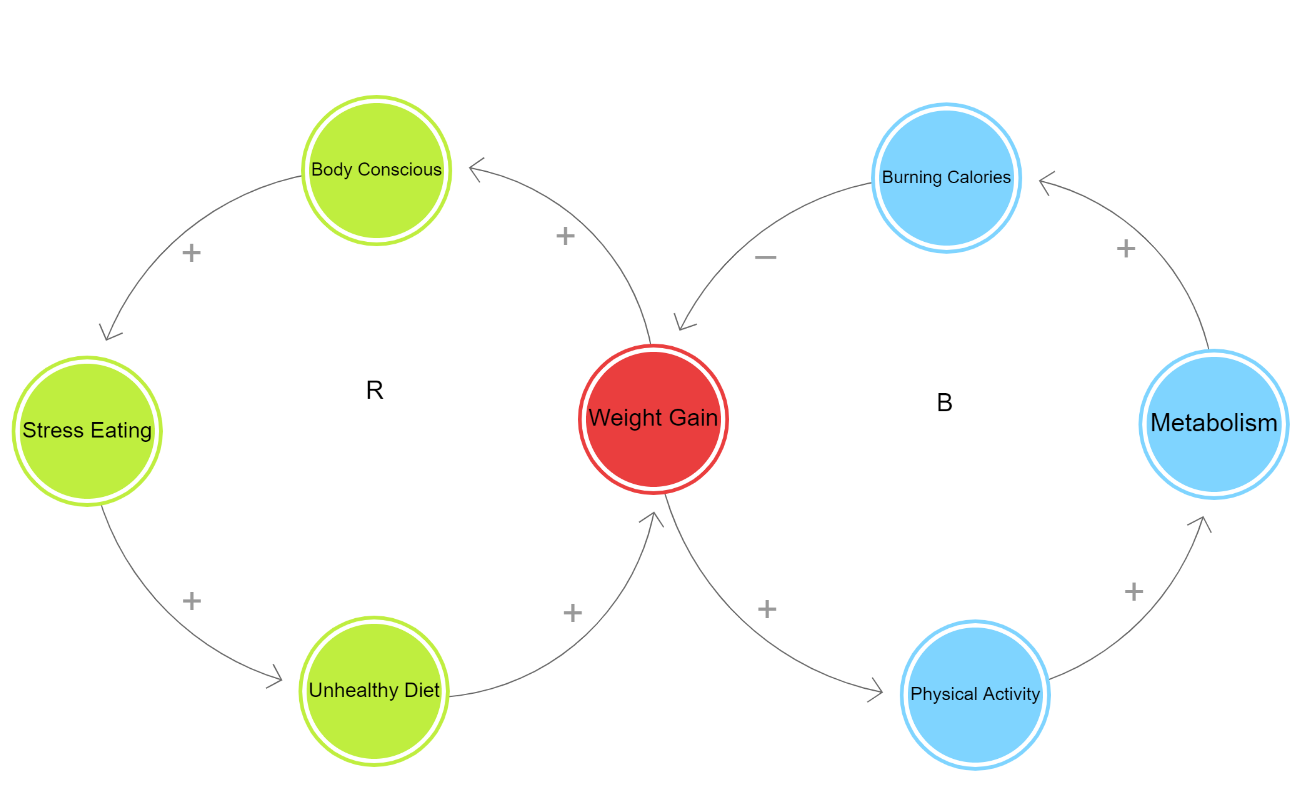 Body Conscious
Burning Calories
+
+
+
–
+
R
B
Stress Eating
Weight Gain
Metabolism
+
+
+
+
Unhealthy Diet
Physical Activity